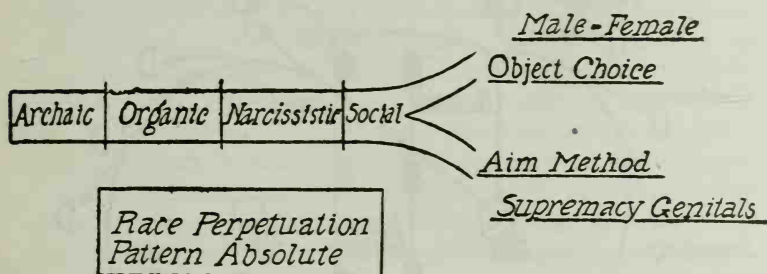 Male-Female
Object Choice
Archaic Organic Narcissistic Social
Aim Method
Supremacy Genitals
Race Perpetuation
Pattern Absolute